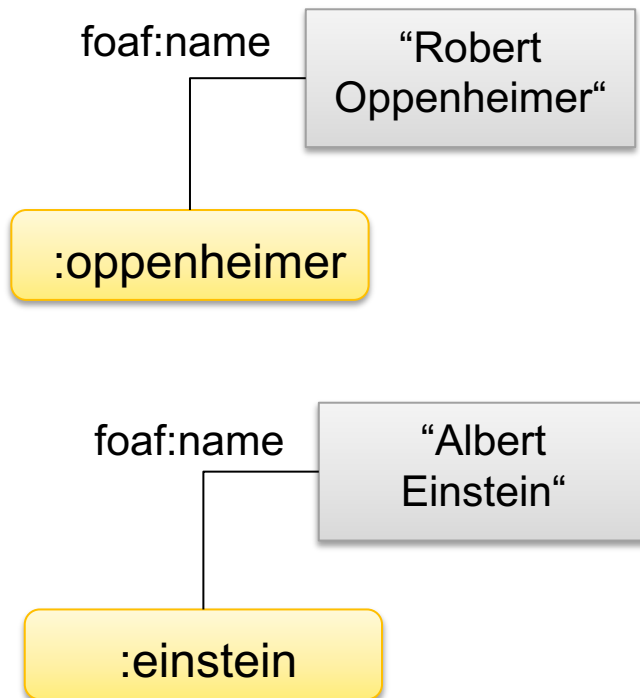 foaf:name
“Robert
Oppenheimer“
:oppenheimer
foaf:name
“Albert
Einstein“
:einstein